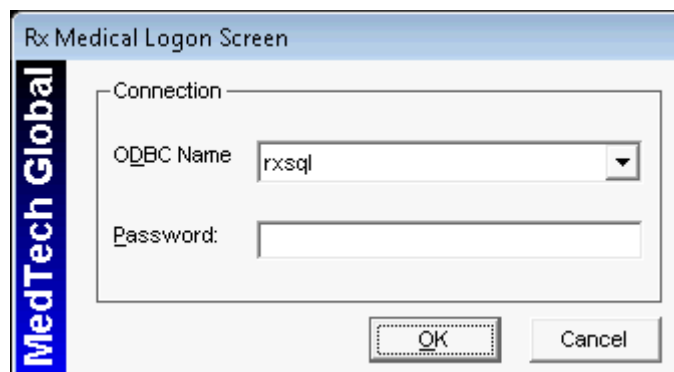 Rx Medical Logon Screen
MedTech Global
Connection
ODBC Name
rxsql
Password:
OK
Cancel